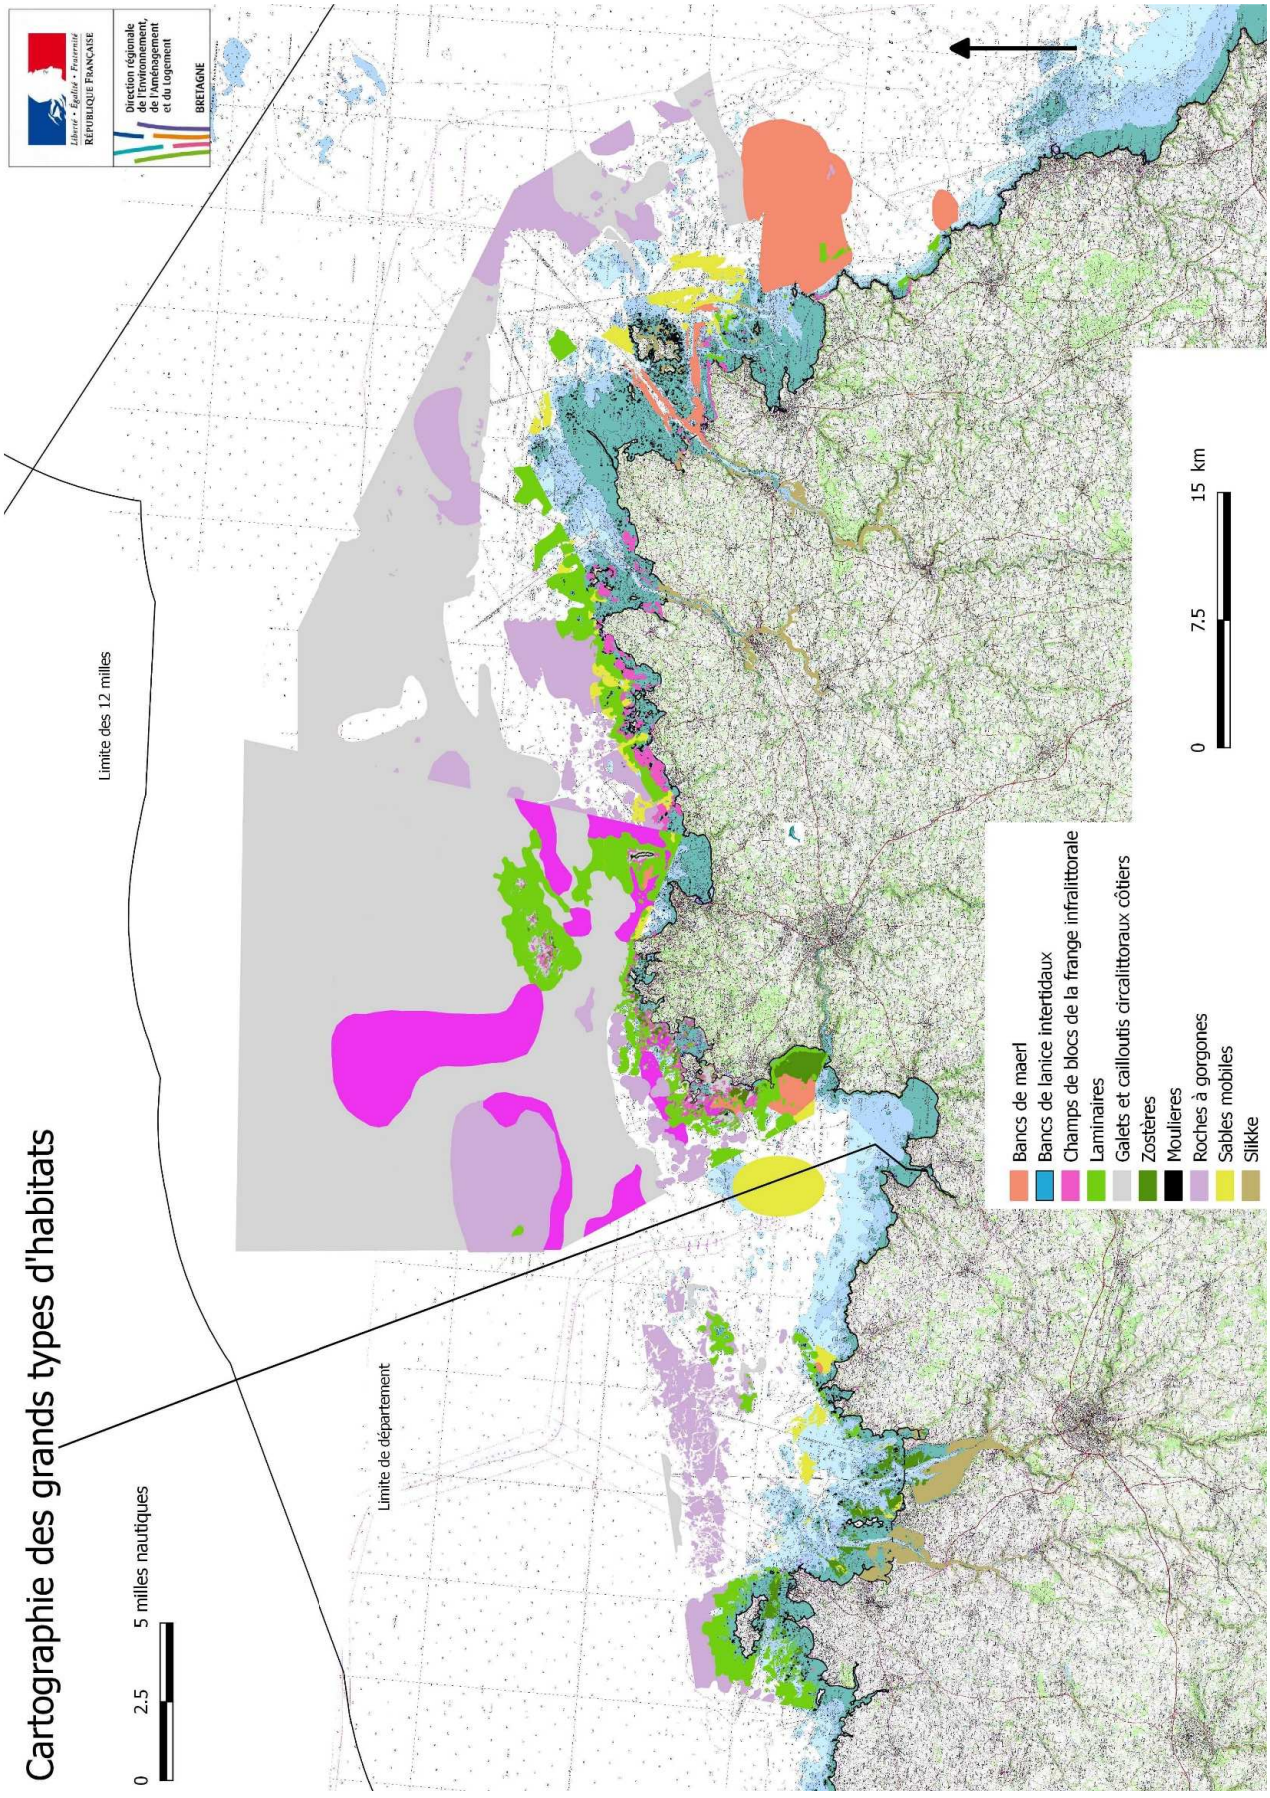 Cartographie des grands types d'habitats
Liberté • Égalité • Fraternité
RÉPUBLIQUE FRANÇAISE
Direction régionale
de l'Environnement,
de l'Aménagement
et du Logement
BRETAGNE
0 2.5 5 milles nautiques
Limite des 12 milles
Limite de département
0 7.5 15 km
Bancs de maerl
Bancs de lanice intertidaux
Champs de blocs de la frange infralittorale
Laminaires
Galets et cailloutis circalittoraux côtiers
Zostères
Moulieres
Roches à gorgones
Sables mobiles
Slikke